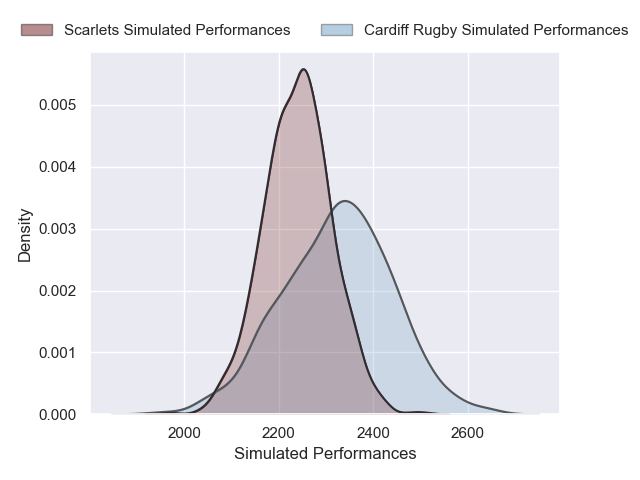 Scarlets Simulated Performances Cardiff Rugby Simulated Performances
0.005
0.004
0.003
0.002
0.001
0.000
Density
2000 2200 2400 2600
Simulated Performances